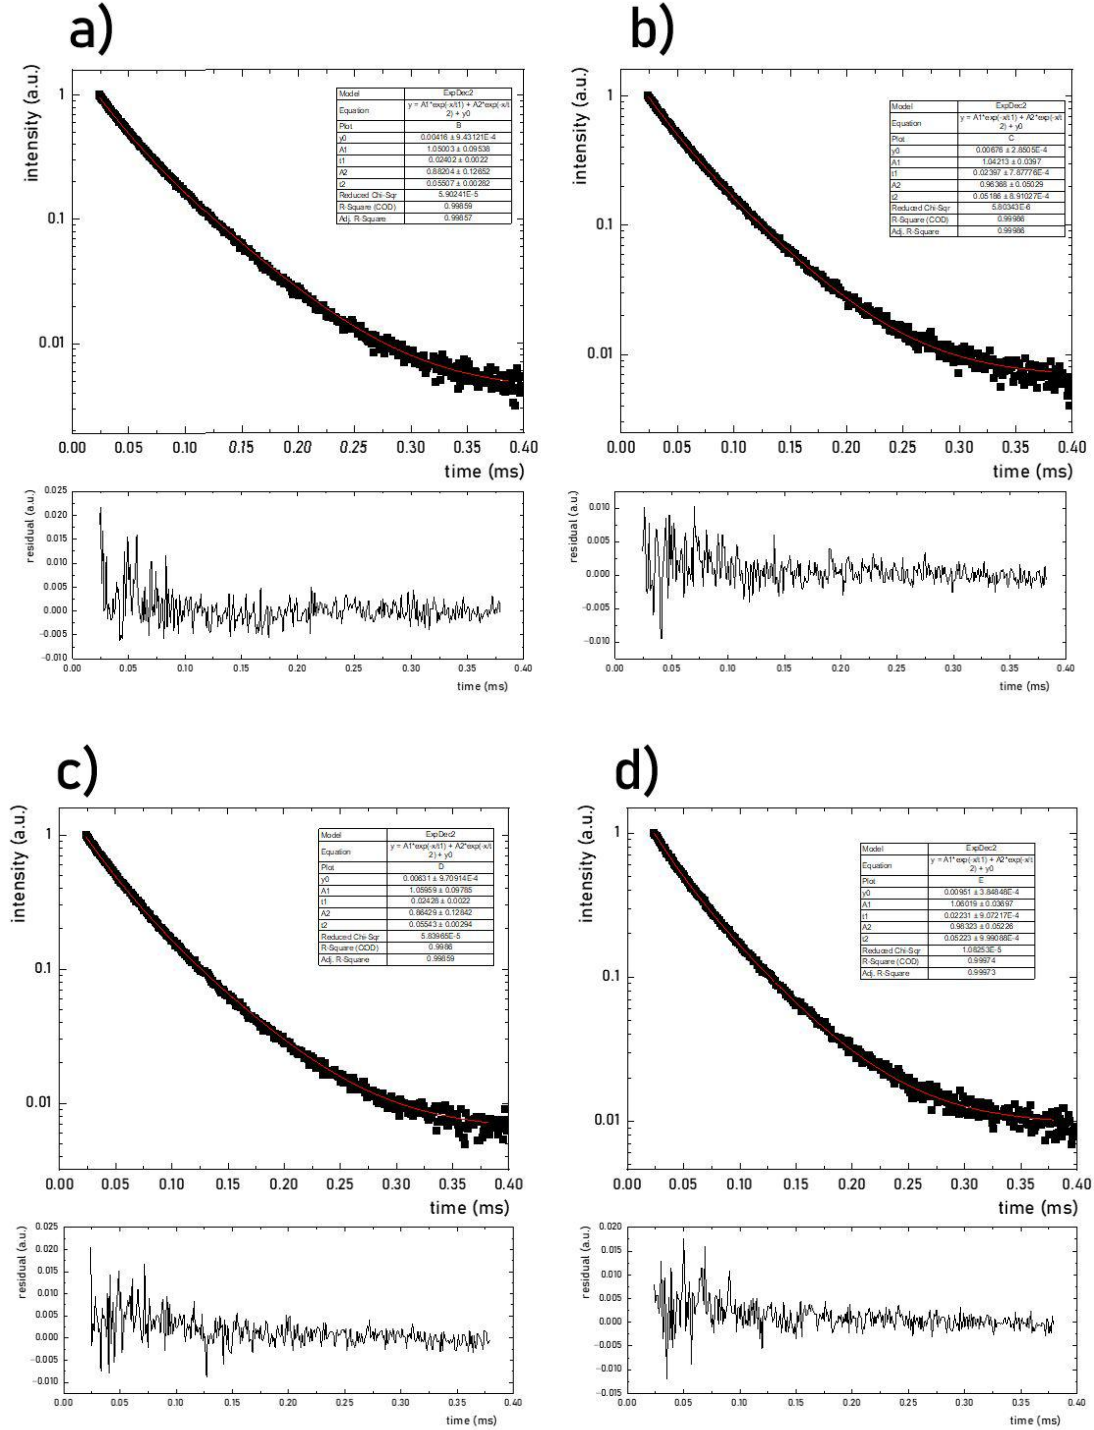 a)
intensity (a.u.)
1
0.1
0.01
Model ExpDec2
Equation y = A1*exp(-x/t1) + A2*exp(-x/t
2) + y0
Plot B
y0 0.00416 ± 9.43121E-4
A1 1.05003 ± 0.09538
t1 0.02402 ± 0.0022
A2 0.88204 ± 0.12652
t2 0.05507 ± 0.00282
Reduced Chi-Sqr 5.90241E-5
R-Square (COD) 0.99859
Adj. R-Square 0.99857
0.00 0.05 0.10 0.15 0.20 0.25 0.30 0.35 0.40
time (ms)
residual (a.u.)
0.025
0.020
0.015
0.010
0.005
0.000
-0.005
-0.010
0.00 0.05 0.10 0.15 0.20 0.25 0.30 0.35 0.40
time (ms)
b)
intensity (a.u.)
1
0.1
0.01
Model ExpDec2
Equation y = A1*exp(-x/t1) + A2*exp(-x/t
2) + y0
Plot C
y0 0.00676 ± 2.8505E-4
A1 1.04213 ± 0.0397
t1 0.02397 ± 7.87776E-4
A2 0.96368 ± 0.05029
t2 0.05186 ± 8.91027E-4
Reduced Chi-Sqr 5.80343E-6
R-Square (COD) 0.99986
Adj. R-Square 0.99986
0.00 0.05 0.10 0.15 0.20 0.25 0.30 0.35 0.40
time (ms)
residual (a.u.)
0.010
0.005
0.000
-0.005
-0.010
0.00 0.05 0.10 0.15 0.20 0.25 0.30 0.35 0.40
time (ms)
c)
intensity (a.u.)
1
0.1
0.01
Model ExpDec2
Equation y = A1*exp(-x/t1) + A2*exp(-x/t
2) + y0
Plot D
y0 0.00631 ± 9.70914E-4
A1 1.05959 ± 0.09785
t1 0.02428 ± 0.0022
A2 0.86429 ± 0.12842
t2 0.05543 ± 0.00294
Reduced Chi-Sqr 5.83965E-5
R-Square (COD) 0.9986
Adj. R-Square 0.99859
0.00 0.05 0.10 0.15 0.20 0.25 0.30 0.35 0.40
time (ms)
residual (a.u.)
0.025
0.020
0.015
0.010
0.005
0.000
-0.005
-0.010
0.00 0.05 0.10 0.15 0.20 0.25 0.30 0.35 0.40
time (ms)
d)
intensity (a.u.)
1
0.1
0.01
Model ExpDec2
Equation y = A1*exp(-x/t1) + A2*exp(-x/t
2) + y0
Plot E
y0 0.00951 ± 3.84848E-4
A1 1.06019 ± 0.03697
t1 0.02231 ± 9.07217E-4
A2 0.98323 ± 0.05226
t2 0.05223 ± 9.99088E-4
Reduced Chi-Sqr 1.08253E-5
R-Square (COD) 0.99974
Adj. R-Square 0.99973
0.00 0.05 0.10 0.15 0.20 0.25 0.30 0.35 0.40
time (ms)
residual (a.u.)
0.020
0.015
0.010
0.005
0.000
-0.005
-0.010
-0.015
0.00 0.05 0.10 0.15 0.20 0.25 0.30 0.35 0.40
time (ms)